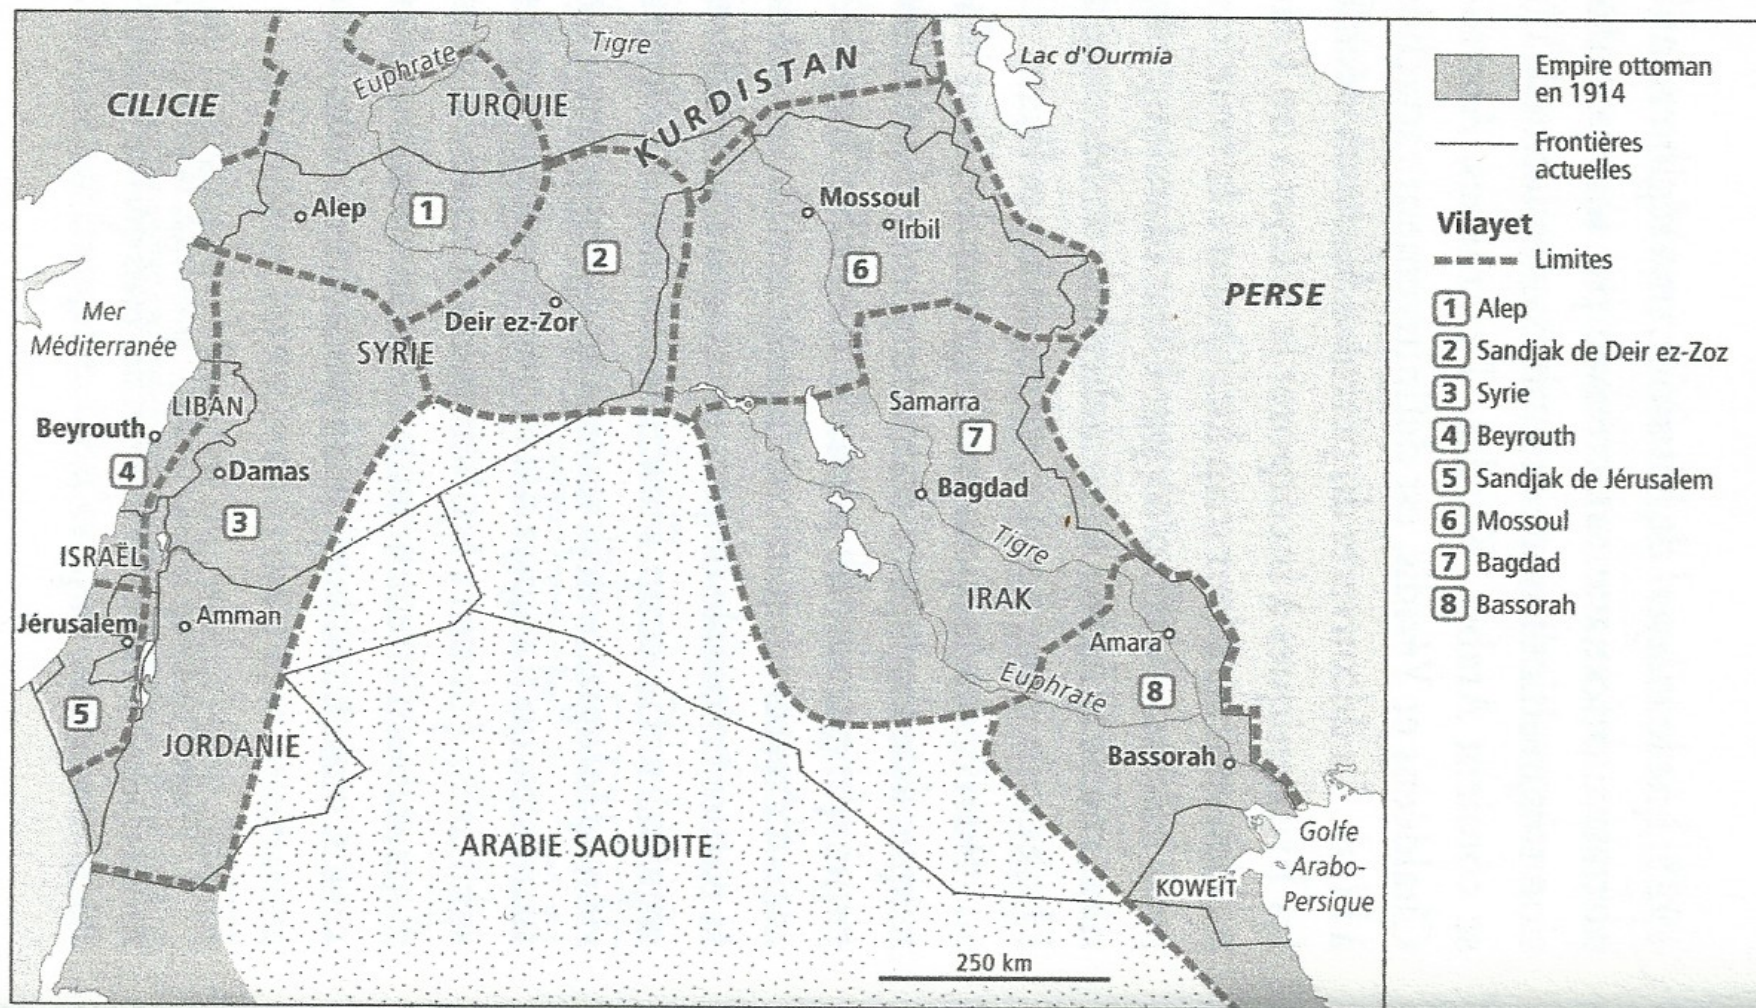 Tigre
Lac d'Ourmia
Euphrate
KURDISTAN
CILICIE
TURQUIE
Alep
1
Mossoul
Irbil
2
6
PERSE
Mer
Méditerranée
Deir ez-Zor
SYRIE
LIBAN
Samarra
Beyrouth
7
4
Damas
Bagdad
3
Tigre
ISRAËL
IRAK
Jérusalem
Amman
Amara
Euphrate
8
5
JORDANIE
Bassorah
ARABIE SAOUDITE
Golfe
Arabo-
Persique
KOWEÏT
250 km
Empire ottoman
en 1914
Frontières
actuelles
Vilayet
Limites
1 Alep
2 Sandjak de Deir ez-Zoz
3 Syrie
4 Beyrouth
5 Sandjak de Jérusalem
6 Mossoul
7 Bagdad
8 Bassorah